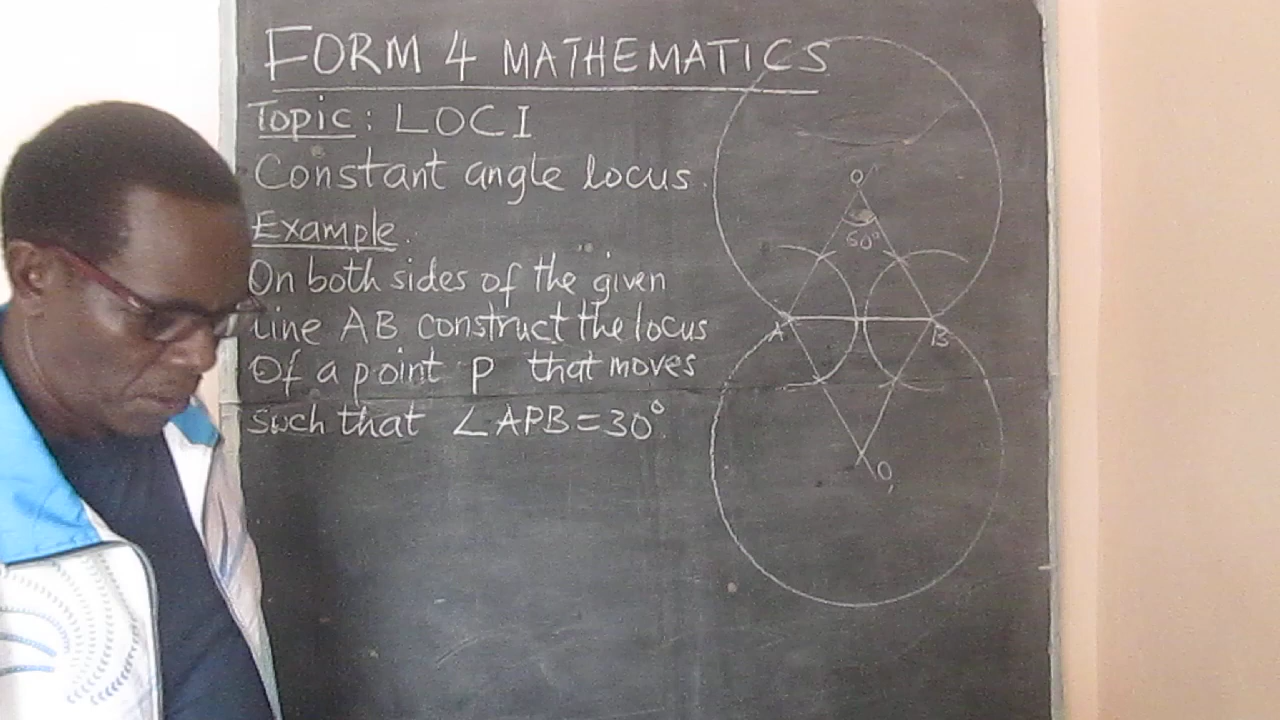 FORM 4 MATHEMATICS
Topic: LOCI
Constant angle locus.
Example.
On both sides of the given
line AB construct the locus
Of a point P that moves
such that ∠APB=30°
O
60°
A
B
O₁